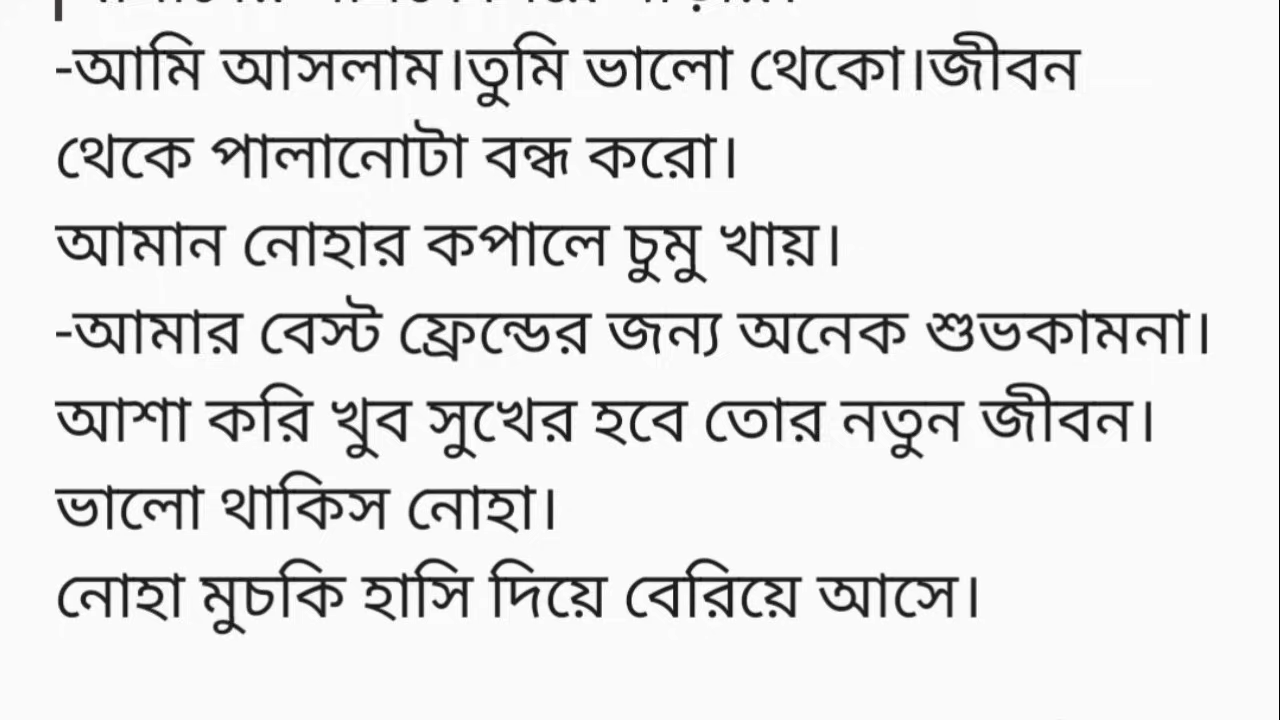 -আমি আসলাম।তুমি ভালো থেকো।জীবন
থেকে পালানোটা বন্ধ করো।
আমান নোহার কপালে চুমু খায়।
-আমার বেস্ট ফ্রেন্ডের জন্য অনেক শুভকামনা।
আশা করি খুব সুখের হবে তোর নতুন জীবন।
ভালো থাকিস নোহা।
নোহা মুচকি হাসি দিয়ে বেরিয়ে আসে।